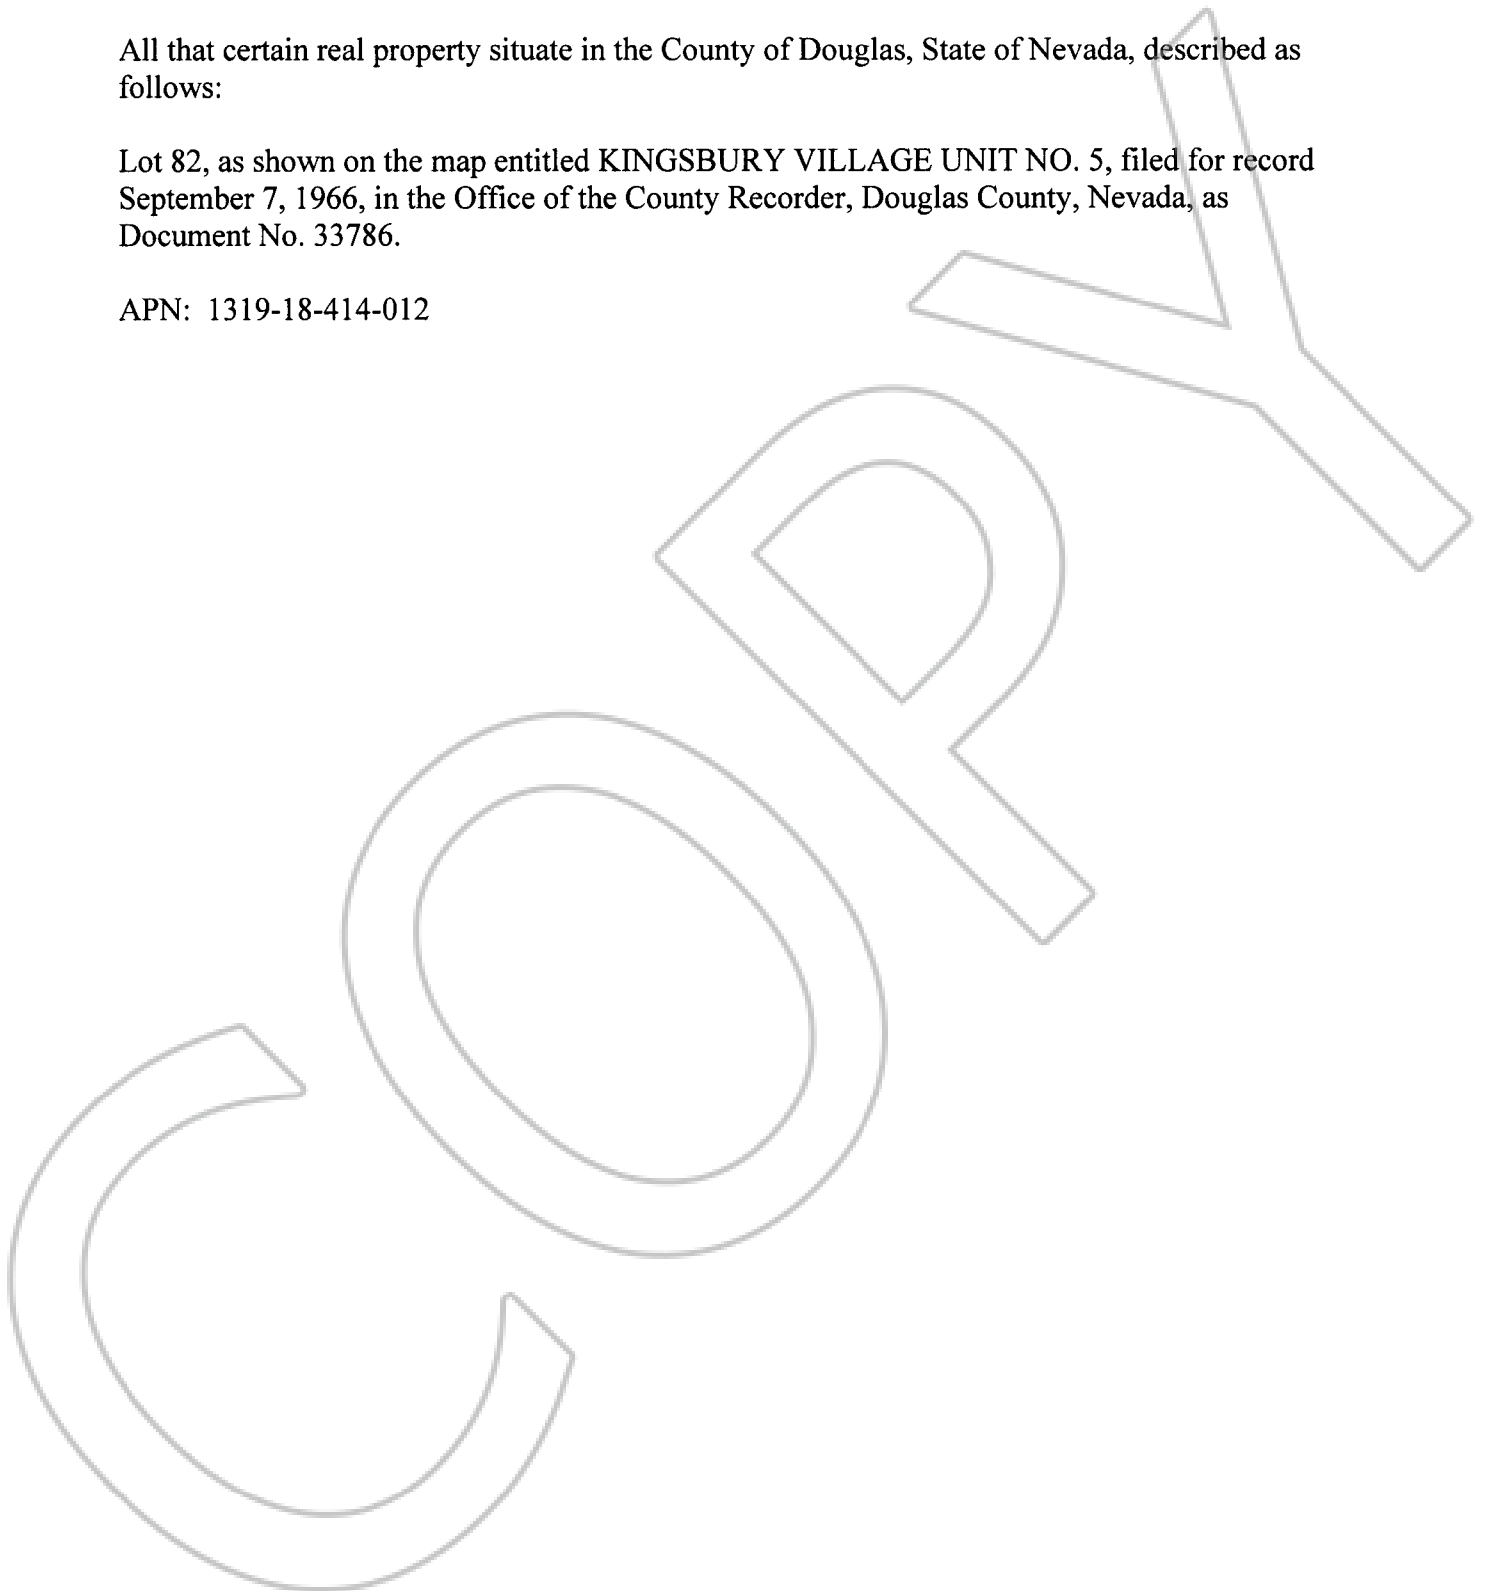 All that certain real property situate in the County of Douglas, State of Nevada, described as
follows:
Lot 82, as shown on the map entitled KINGSBURY VILLAGE UNIT NO. 5, filed for record
September 7, 1966, in the Office of the County Recorder, Douglas County, Nevada, as
Document No. 33786.
APN: 1319-18-414-012
COPY